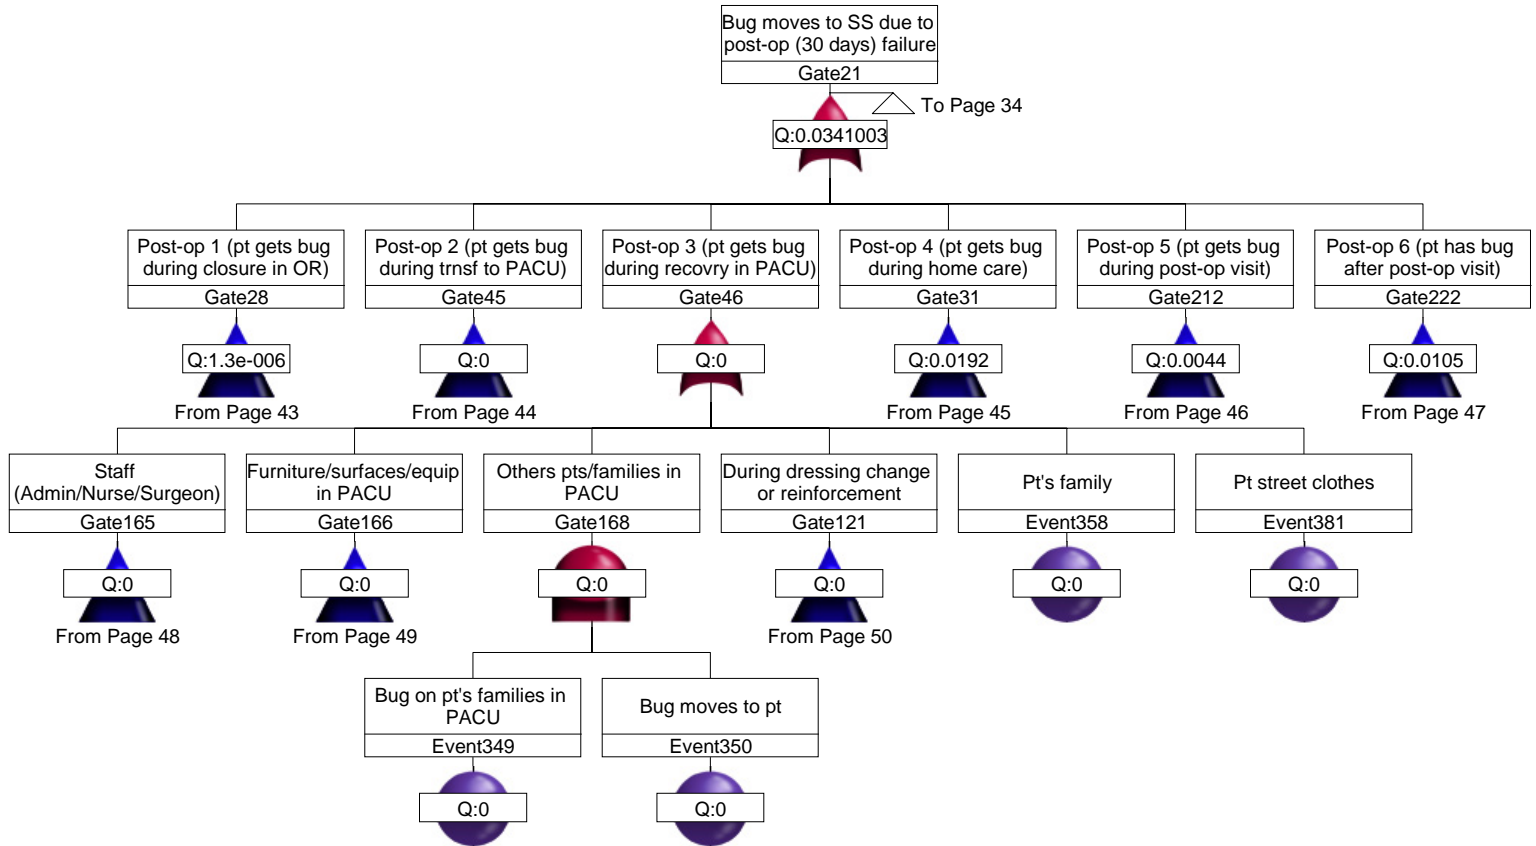 Bug moves to SS due to
post-op (30 days) failure
Gate21
To Page 34
Q:0.0341003
Post-op 1 (pt gets bug
during closure in OR)
Gate28
Q:1.3e-006
From Page 43
Post-op 2 (pt gets bug
during trnsf to PACU)
Gate45
Q:0
From Page 44
Post-op 3 (pt gets bug
during recovry in PACU)
Gate46
Q:0
Post-op 4 (pt gets bug
during home care)
Gate31
Q:0.0192
From Page 45
Post-op 5 (pt gets bug
during post-op visit)
Gate212
Q:0.0044
From Page 46
Post-op 6 (pt has bug
after post-op visit)
Gate222
Q:0.0105
From Page 47
Staff
(Admin/Nurse/Surgeon)
Gate165
Q:0
From Page 48
Furniture/surfaces/equip
in PACU
Gate166
Q:0
From Page 49
Others pts/families in
PACU
Gate168
Q:0
During dressing change
or reinforcement
Gate121
Q:0
From Page 50
Pt's family
Event358
Q:0
Pt street clothes
Event381
Q:0
Bug on pt's families in
PACU
Event349
Q:0
Bug moves to pt
Event350
Q:0